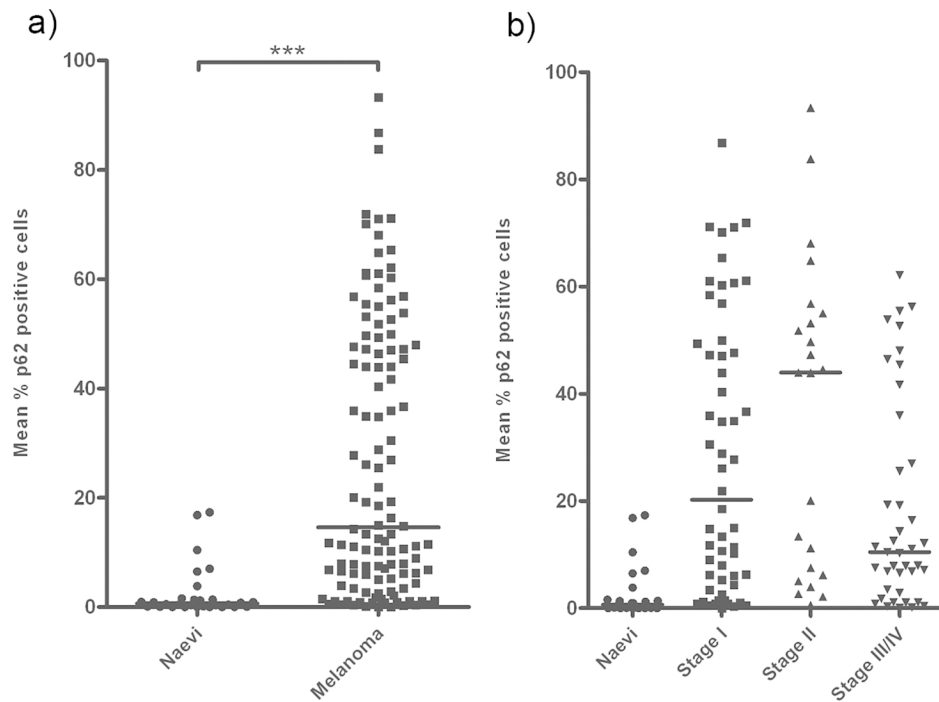 a)
***
100
80
60
40
20
0
Mean % p62 positive cells
Naevi
Melanoma
b)
100
80
60
40
20
0
Mean % p62 positive cells
Naevi
Stage I
Stage II
Stage III/IV